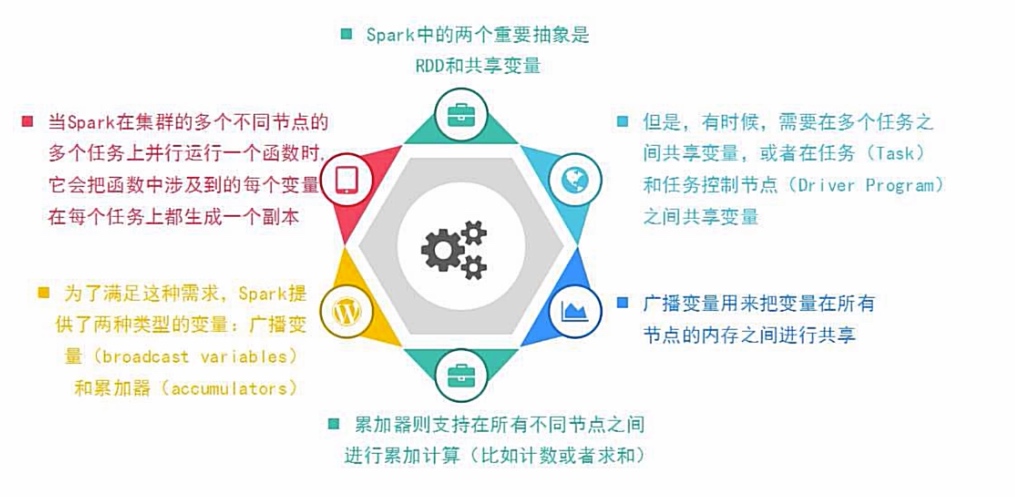 Spark中的两个重要抽象是
RDD和共享变量
当Spark在集群的多个不同节点的
多个任务上并行运行一个函数时,
它会把函数中涉及到的每个变量
在每个任务上都生成一个副本
但是，有时候，需要在多个任务之
间共享变量，或者在任务（Task）
和任务控制节点（Driver Program）
之间共享变量
为了满足这种需求，Spark提
供了两种类型的变量：广播变
量（broadcast variables）
和累加器（accumulators）
广播变量用来把变量在所有
节点的内存之间进行共享
累加器则支持在所有不同节点之间
进行累加计算（比如计数或者求和）